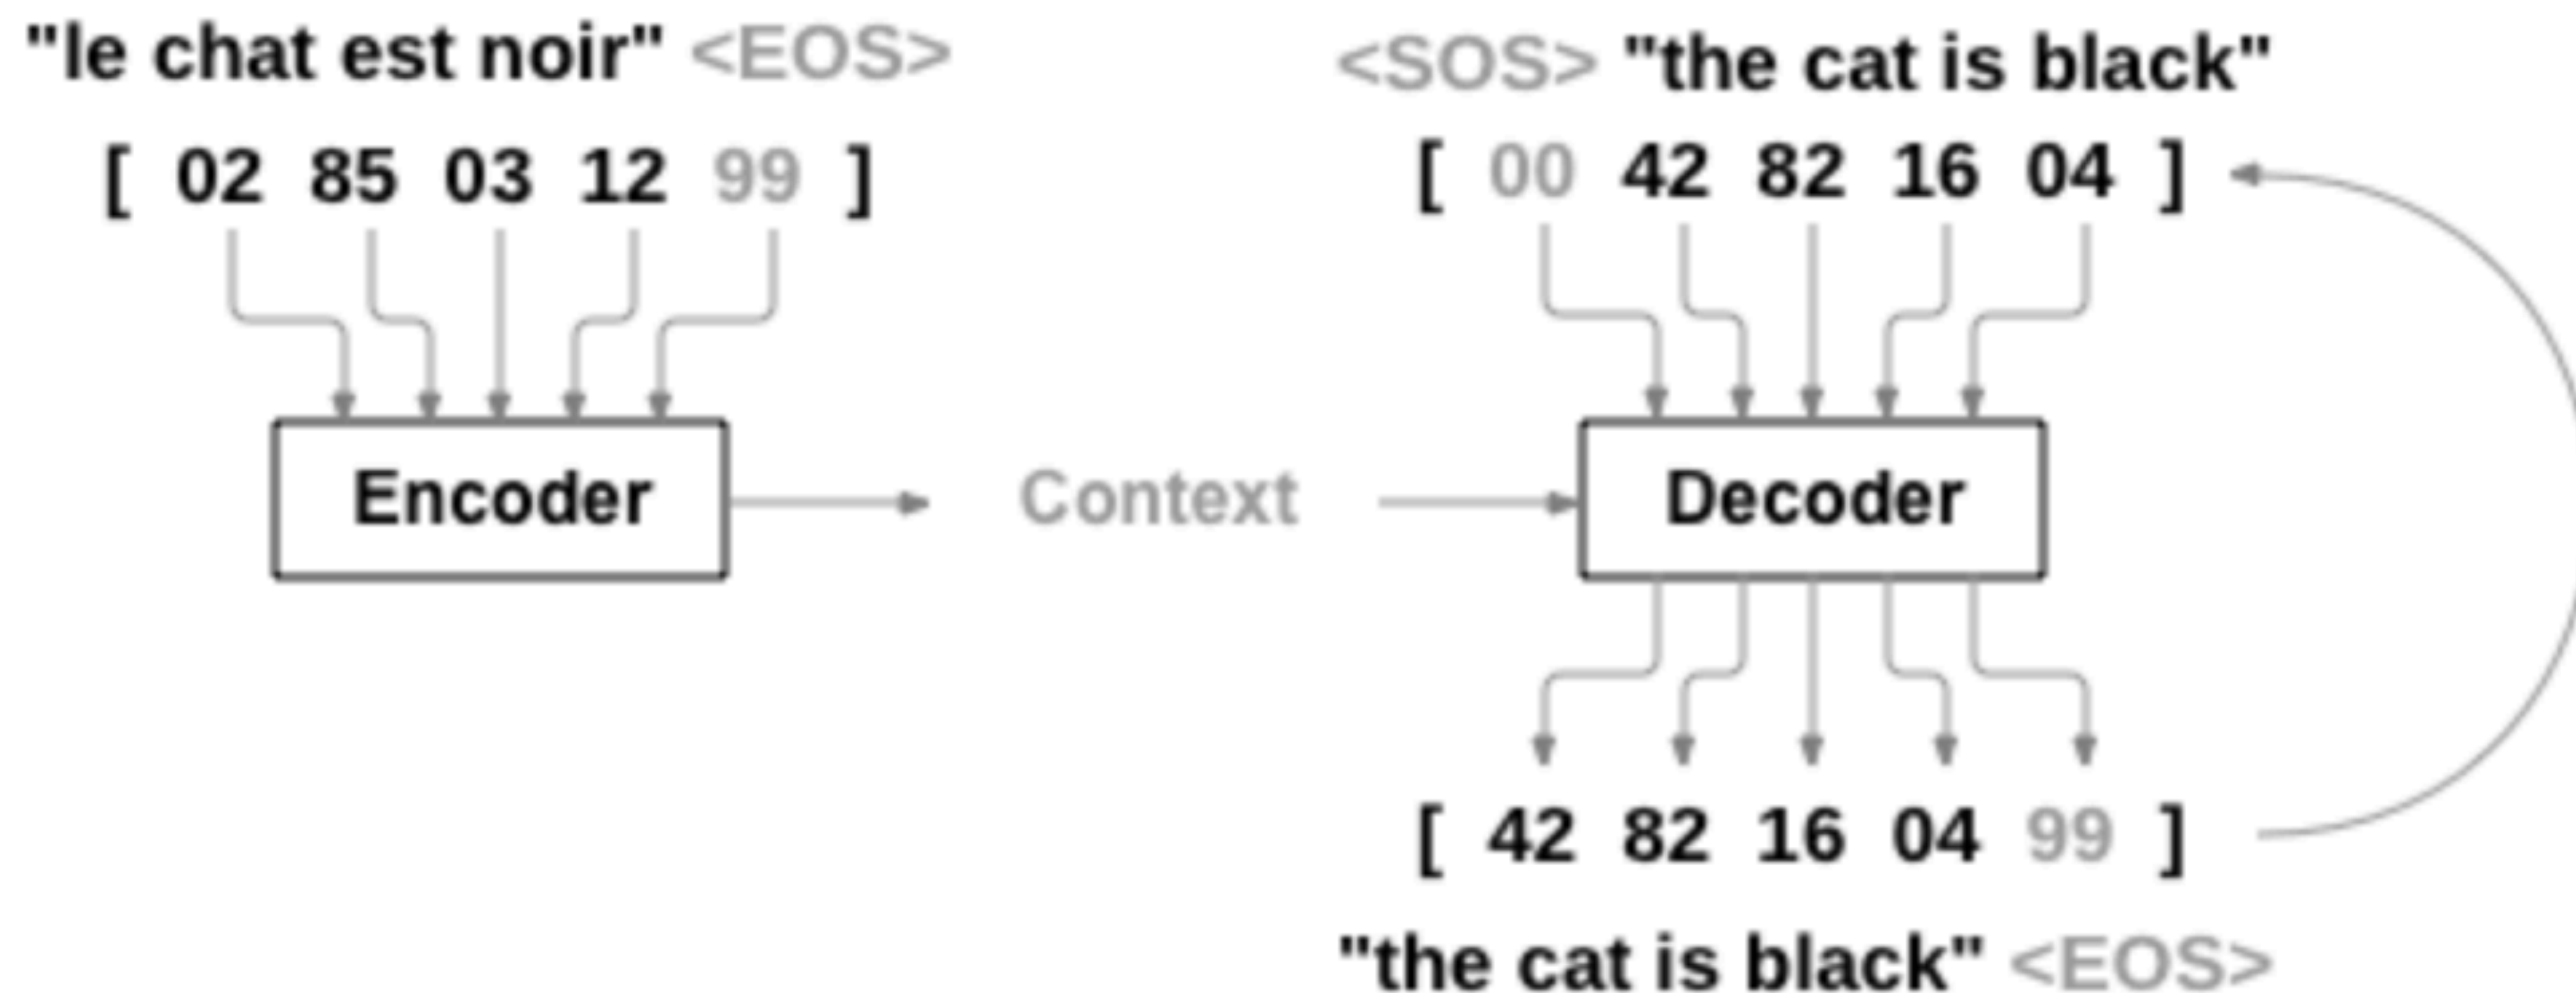 "le chat est noir" <EOS>
[ 02 85 03 12 99 ]
Encoder
Context
<SOS> "the cat is black"
[ 00 42 82 16 04 ]
Decoder
[ 42 82 16 04 99 ]
"the cat is black" <EOS>